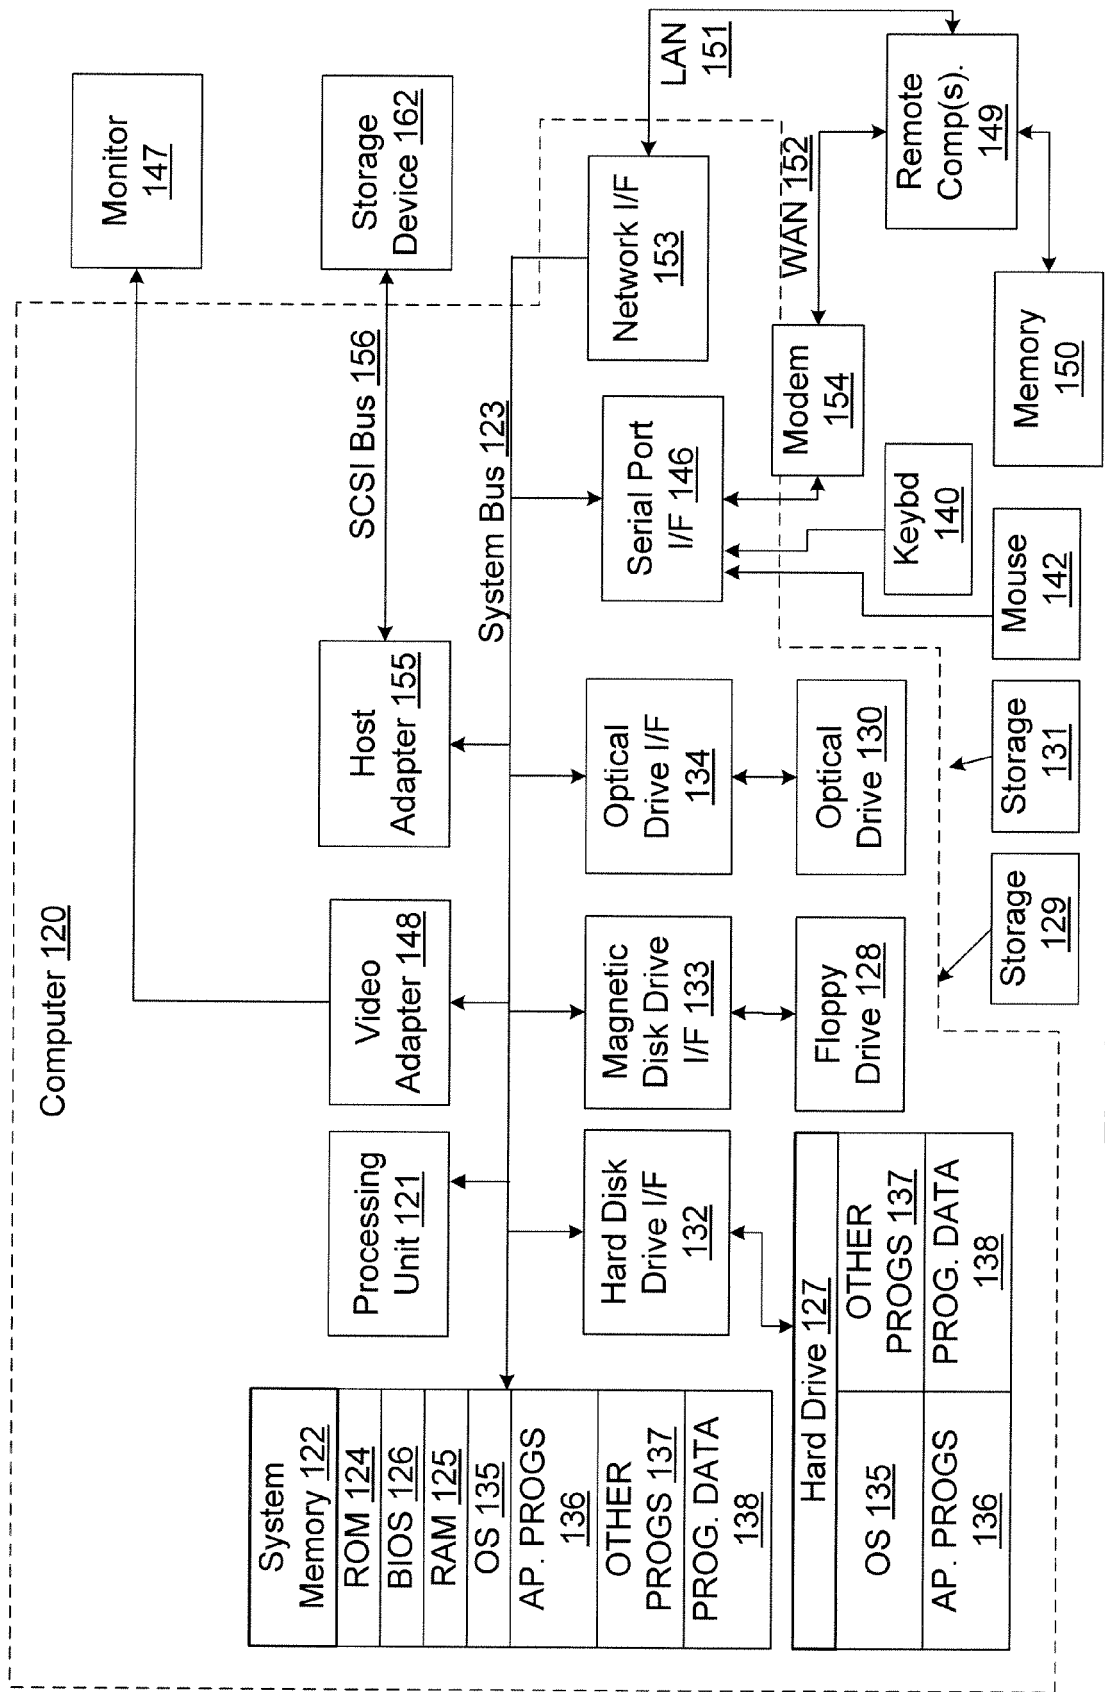 Computer 120
Monitor
147
Storage
Device 162
SCSI Bus 156
Processing
Unit 121
Video
Adapter 148
Host
Adapter 155
System Bus 123
System
Memory 122
ROM 124
BIOS 126
RAM 125
OS 135
AP. PROGS
136
OTHER
PROGS 137
PROG. DATA
138
Hard Disk
Drive I/F
132
Magnetic
Disk Drive
I/F 133
Optical
Drive I/F
134
Serial Port
I/F 146
Network I/F
153
LAN
151
Hard Drive 127
OS 135
OTHER
PROGS 137
AP. PROGS
136
PROG. DATA
138
Floppy
Drive 128
Optical
Drive 130
Modem
154
WAN 152
Keybd
140
Remote
Comp(s).
149
Storage
129
Storage
131
Mouse
142
Memory
150